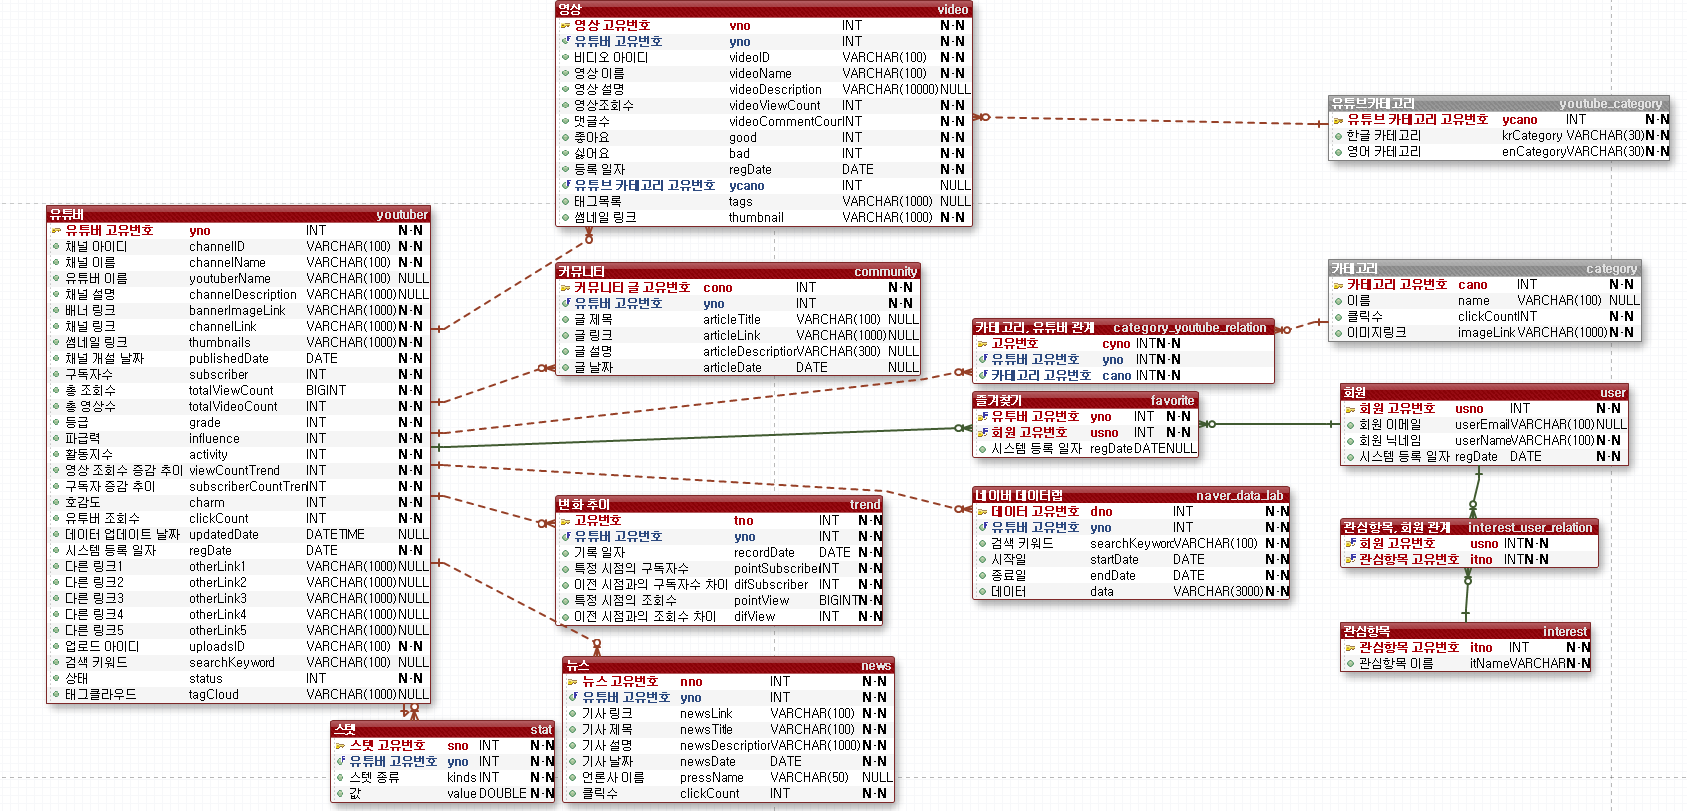 영상 video
영상 고유번호 vno INT N-N
유튜버 고유번호 yno INT N-N
비디오 아이디 videoID VARCHAR(100) N-N
영상 이름 videoName VARCHAR(100) N-N
영상 설명 videoDescription VARCHAR(10000) NULL
영상조회수 videoViewCount INT N-N
댓글수 videoCommentCour INT N-N
좋아요 good INT N-N
싫어요 bad INT N-N
등록 일자 regDate DATE N-N
유튜브 카테고리 고유번호 ycano INT NULL
태그목록 tags VARCHAR(1000) NULL
썸네일 링크 thumbnail VARCHAR(1000) N-N
유튜브카테고리 youtube_category
유튜브 카테고리 고유번호 ycano INT N-N
한글 카테고리 krCategory VARCHAR(30) N-N
영어 카테고리 enCategory VARCHAR(30) N-N
유튜버 youtuber
유튜버 고유번호 yno INT N-N
채널 아이디 channelID VARCHAR(100) N-N
채널 이름 channelName VARCHAR(100) N-N
유튜버 이름 youtuberName VARCHAR(100) NULL
채널 설명 channelDescription VARCHAR(1000) NULL
배너 링크 bannerImageLink VARCHAR(1000) N-N
채널 링크 channelLink VARCHAR(1000) N-N
썸네일 링크 thumbnails VARCHAR(1000) N-N
채널 개설 날짜 publishedDate DATE N-N
구독자수 subscriber INT N-N
총 조회수 totalViewCount BIGINT N-N
총 영상수 totalVideoCount INT N-N
등급 grade INT N-N
파급력 influence INT N-N
활동지수 activity INT N-N
영상 조회수 증감 추이 viewCountTrend INT N-N
구독자 증감 추이 subscriberCountTren INT N-N
호감도 charm INT N-N
유튜버 조회수 clickCount INT N-N
데이터 업데이트 날짜 updatedDate DATETIME NULL
시스템 등록 일자 regDate DATE N-N
다른 링크1 otherLink1 VARCHAR(1000) NULL
다른 링크2 otherLink2 VARCHAR(1000) NULL
다른 링크3 otherLink3 VARCHAR(1000) NULL
다른 링크4 otherLink4 VARCHAR(1000) NULL
다른 링크5 otherLink5 VARCHAR(1000) NULL
업로드 아이디 uploadsID VARCHAR(100) N-N
검색 키워드 searchKeyword VARCHAR(100) NULL
상태 status INT N-N
태그클라우드 tagCloud VARCHAR(1000) NULL
커뮤니티 community
커뮤니티 글 고유번호 cono INT N-N
유튜버 고유번호 yno INT N-N
글 제목 articleTitle VARCHAR(100) NULL
글 링크 articleLink VARCHAR(1000) NULL
글 설명 articleDescription VARCHAR(300) NULL
글 날짜 articleDate DATE NULL
카테고리 category
카테고리 고유번호 cano INT N-N
이름 name VARCHAR(100) NULL
클릭수 clickCount INT N-N
이미지링크 imageLink VARCHAR(1000) N-N
카테고리, 유튜버 관계 category_youtube_relation
고유번호 cyno INT N-N
유튜버 고유번호 yno INT N-N
카테고리 고유번호 cano INT N-N
즐겨찾기 favorite
유튜버 고유번호 yno INT N-N
회원 고유번호 usno INT N-N
시스템 등록 일자 regDate DATE NULL
회원 user
회원 고유번호 usno INT N-N
회원 이메일 userEmail VARCHAR(100) NULL
회원 닉네임 userName VARCHAR(100) N-N
시스템 등록 일자 regDate DATE N-N
변화 추이 trend
고유번호 tno INT N-N
유튜버 고유번호 yno INT N-N
기록 일자 recordDate DATE N-N
특정 시점의 구독자수 pointSubscriber INT N-N
이전 시점과의 구독자수 차이 difSubscriber INT N-N
특정 시점의 조회수 pointView BIGINT N-N
이전 시점과의 조회수 차이 difView INT N-N
네이버 데이터랩 naver_data_lab
데이터 고유번호 dno INT N-N
유튜버 고유번호 yno INT N-N
검색 키워드 searchKeyword VARCHAR(100) N-N
시작일 startDate DATE N-N
종료일 endDate DATE N-N
데이터 data VARCHAR(3000) N-N
관심항목, 회원 관계 interest_user_relation
회원 고유번호 usno INT N-N
관심항목 고유번호 itno INT N-N
관심항목 interest
관심항목 고유번호 itno INT N-N
관심항목 이름 itName VARCHAR N-N
뉴스 news
뉴스 고유번호 nno INT N-N
유튜버 고유번호 yno INT N-N
기사 링크 newsLink VARCHAR(100) N-N
기사 제목 newsTitle VARCHAR(100) N-N
기사 설명 newsDescription VARCHAR(1000) N-N
기사 날짜 newsDate DATE N-N
언론사 이름 pressName VARCHAR(50) NULL
클릭수 clickCount INT N-N
스텟 stat
스텟 고유번호 sno INT N-N
유튜버 고유번호 yno INT N-N
스텟 종류 kinds INT N-N
값 value DOUBLE N-N